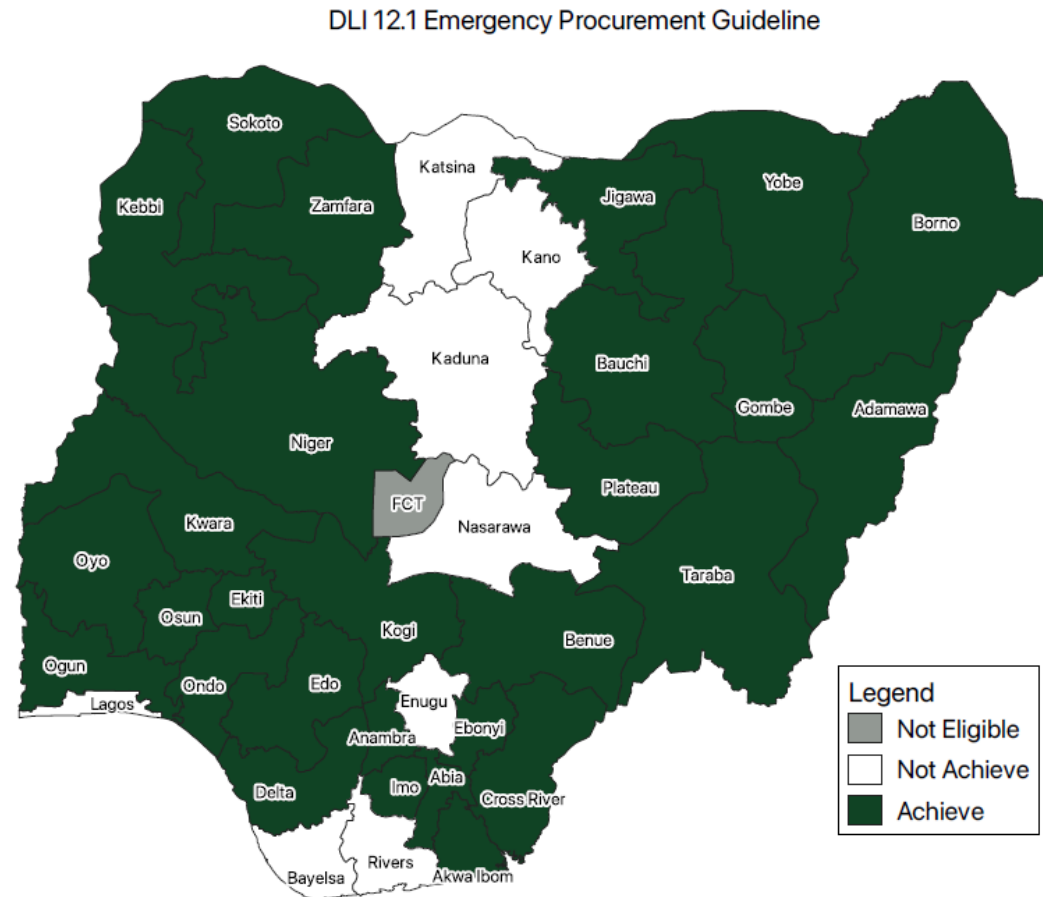 DLI 12.1 Emergency Procurement Guideline
Sokoto
Katsina
Yobe
Kebbi
Zamfara
Jigawa
Borno
Kano
Kaduna
Bauchi
Gombe
Adamawa
Niger
Plateau
FCT
Nasarawa
Kwara
Oyo
Taraba
Ekiti
Osun
Kogi
Benue
Ogun
Ondo
Edo
Enugu
Lagos
Ebonyi
Anambra
Imo
Abia
Delta
Cross River
Rivers
Bayelsa
Akwa Ibom
Legend
Not Eligible
Not Achieve
Achieve